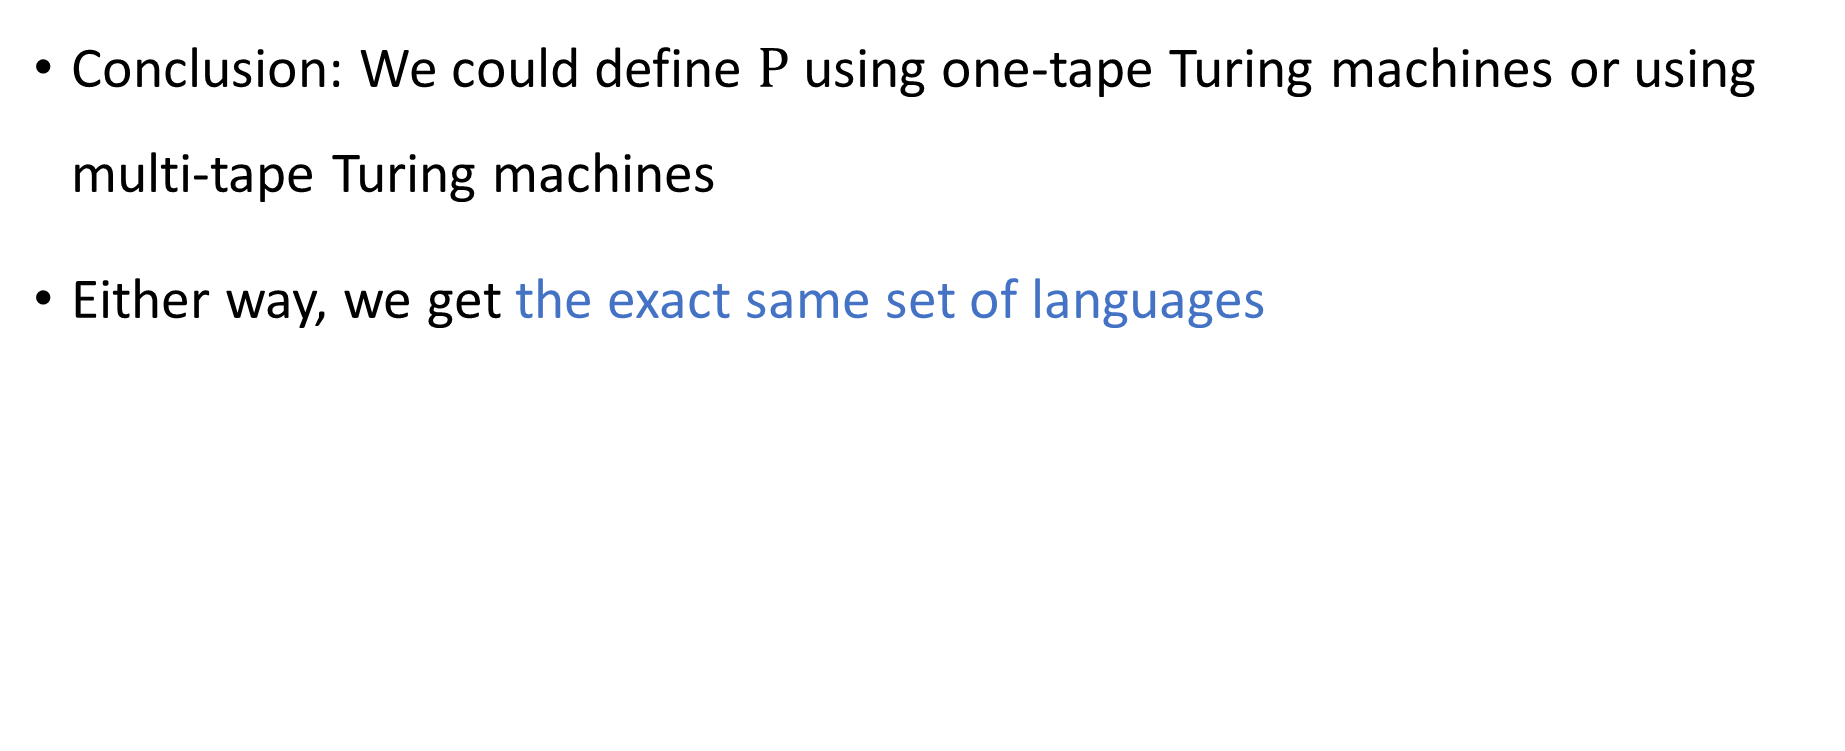 • Conclusion: We could define P using one-tape Turing machines or using
multi-tape Turing machines
• Either way, we get the exact same set of languages